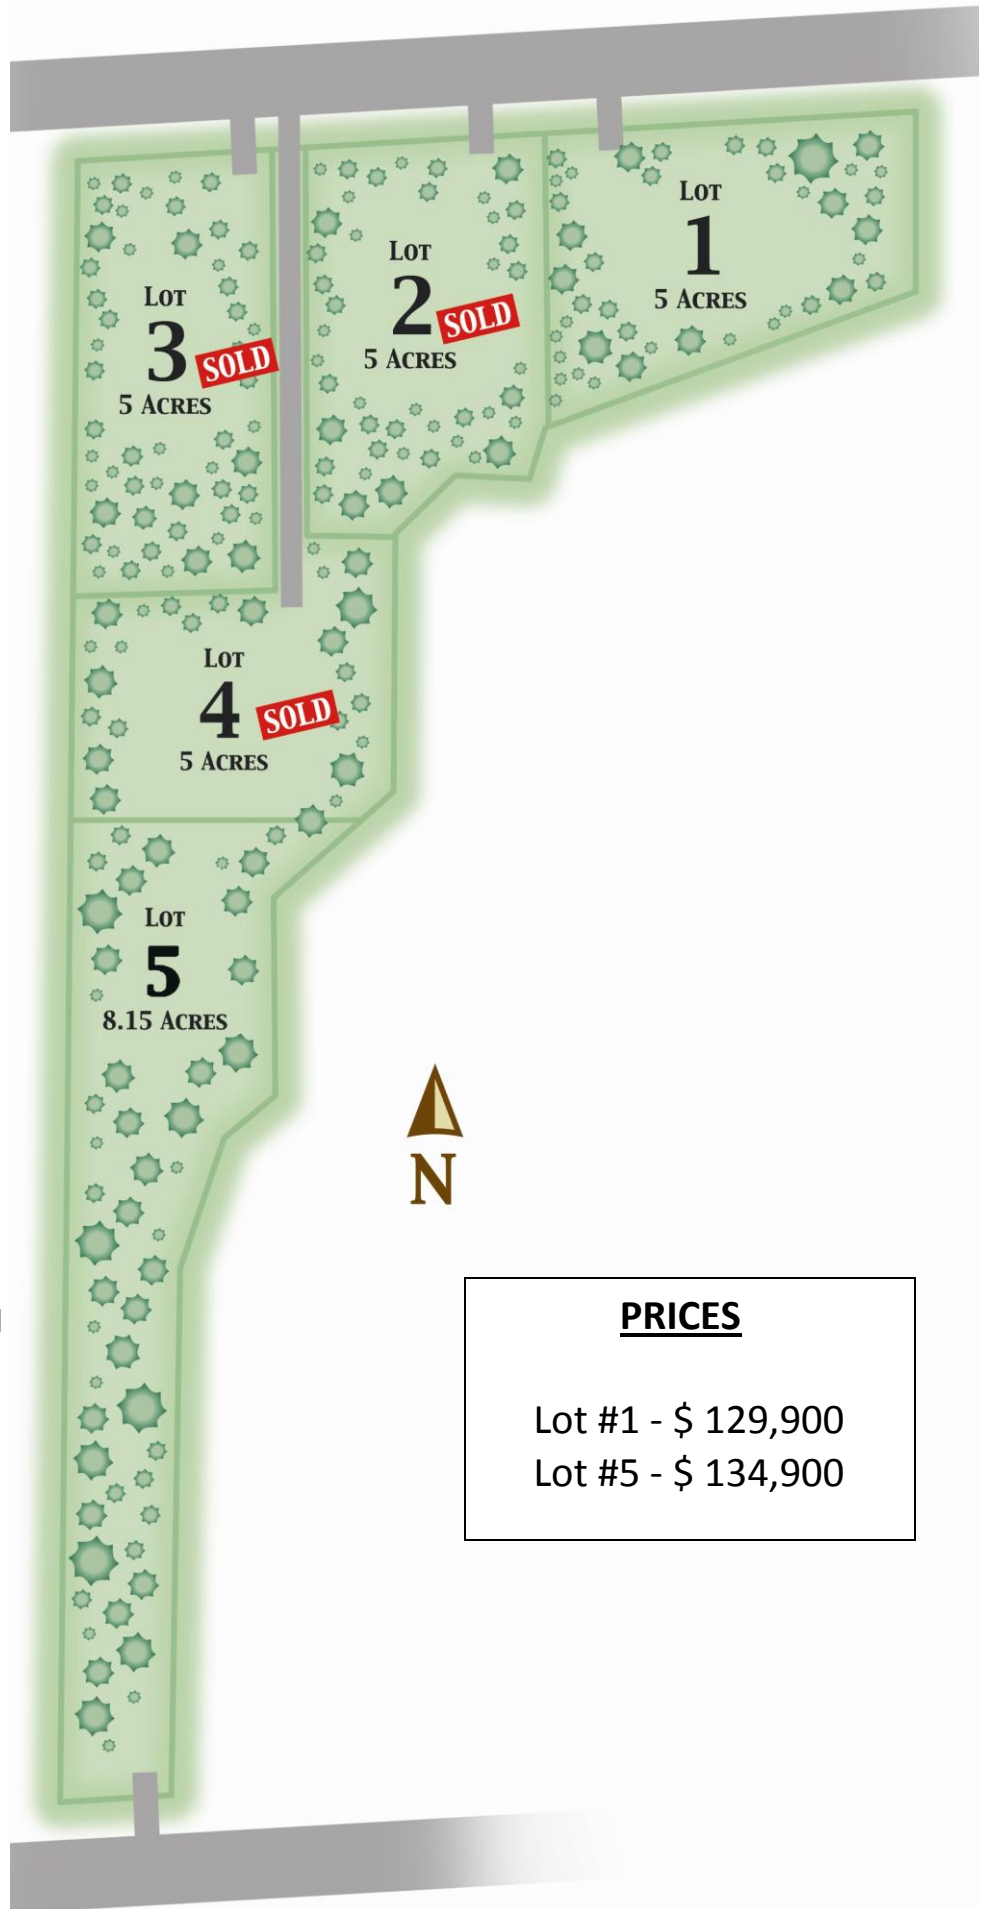 LOT
1
5 ACRES
LOT
2
SOLD
5 ACRES
LOT
3
SOLD
5 ACRES
LOT
4
SOLD
5 ACRES
LOT
5
8.15 ACRES
N
PRICES
Lot #1 - $ 129,900
Lot #5 - $ 134,900